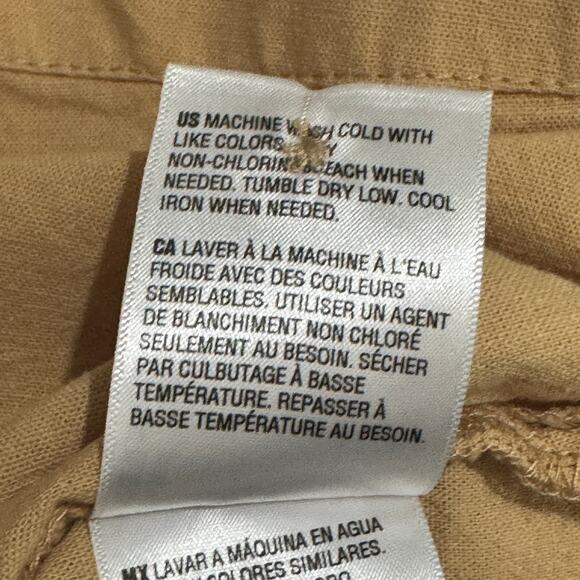 US MACHINE WASH COLD WITH
LIKE COLORS.
NON-CHLORINE BLEACH WHEN
NEEDED. TUMBLE DRY LOW. COOL
IRON WHEN NEEDED.
CA LAVER À LA MACHINE À L'EAU
FROIDE AVEC DES COULEURS
SEMBLABLES. UTILISER UN AGENT
DE BLANCHIMENT NON CHLORÉ
SEULEMENT AU BESOIN. SÉCHER
PAR CULBUTAGE À BASSE
TEMPÉRATURE. REPASSER À
BASSE TEMPÉRATURE AU BESOIN.
MX LAVAR A MÁQUINA EN AGUA
COLORES SIMILARES.